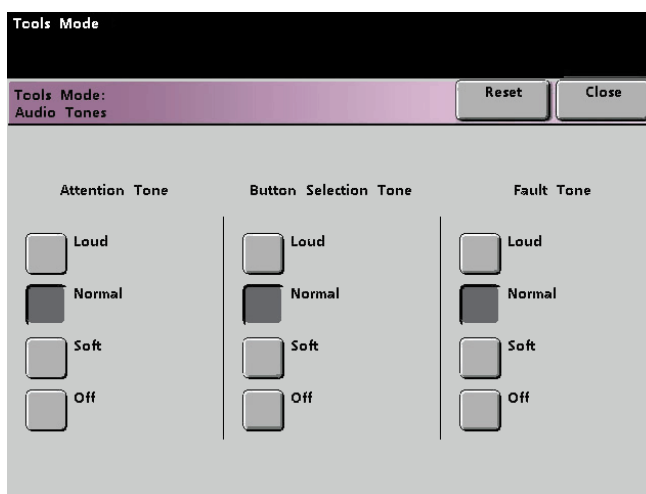 Tools Mode
Tools Mode:
Audio Tones
Reset
Close
Attention Tone
Loud
Normal
Soft
Off
Button Selection Tone
Loud
Normal
Soft
Off
Fault Tone
Loud
Normal
Soft
Off